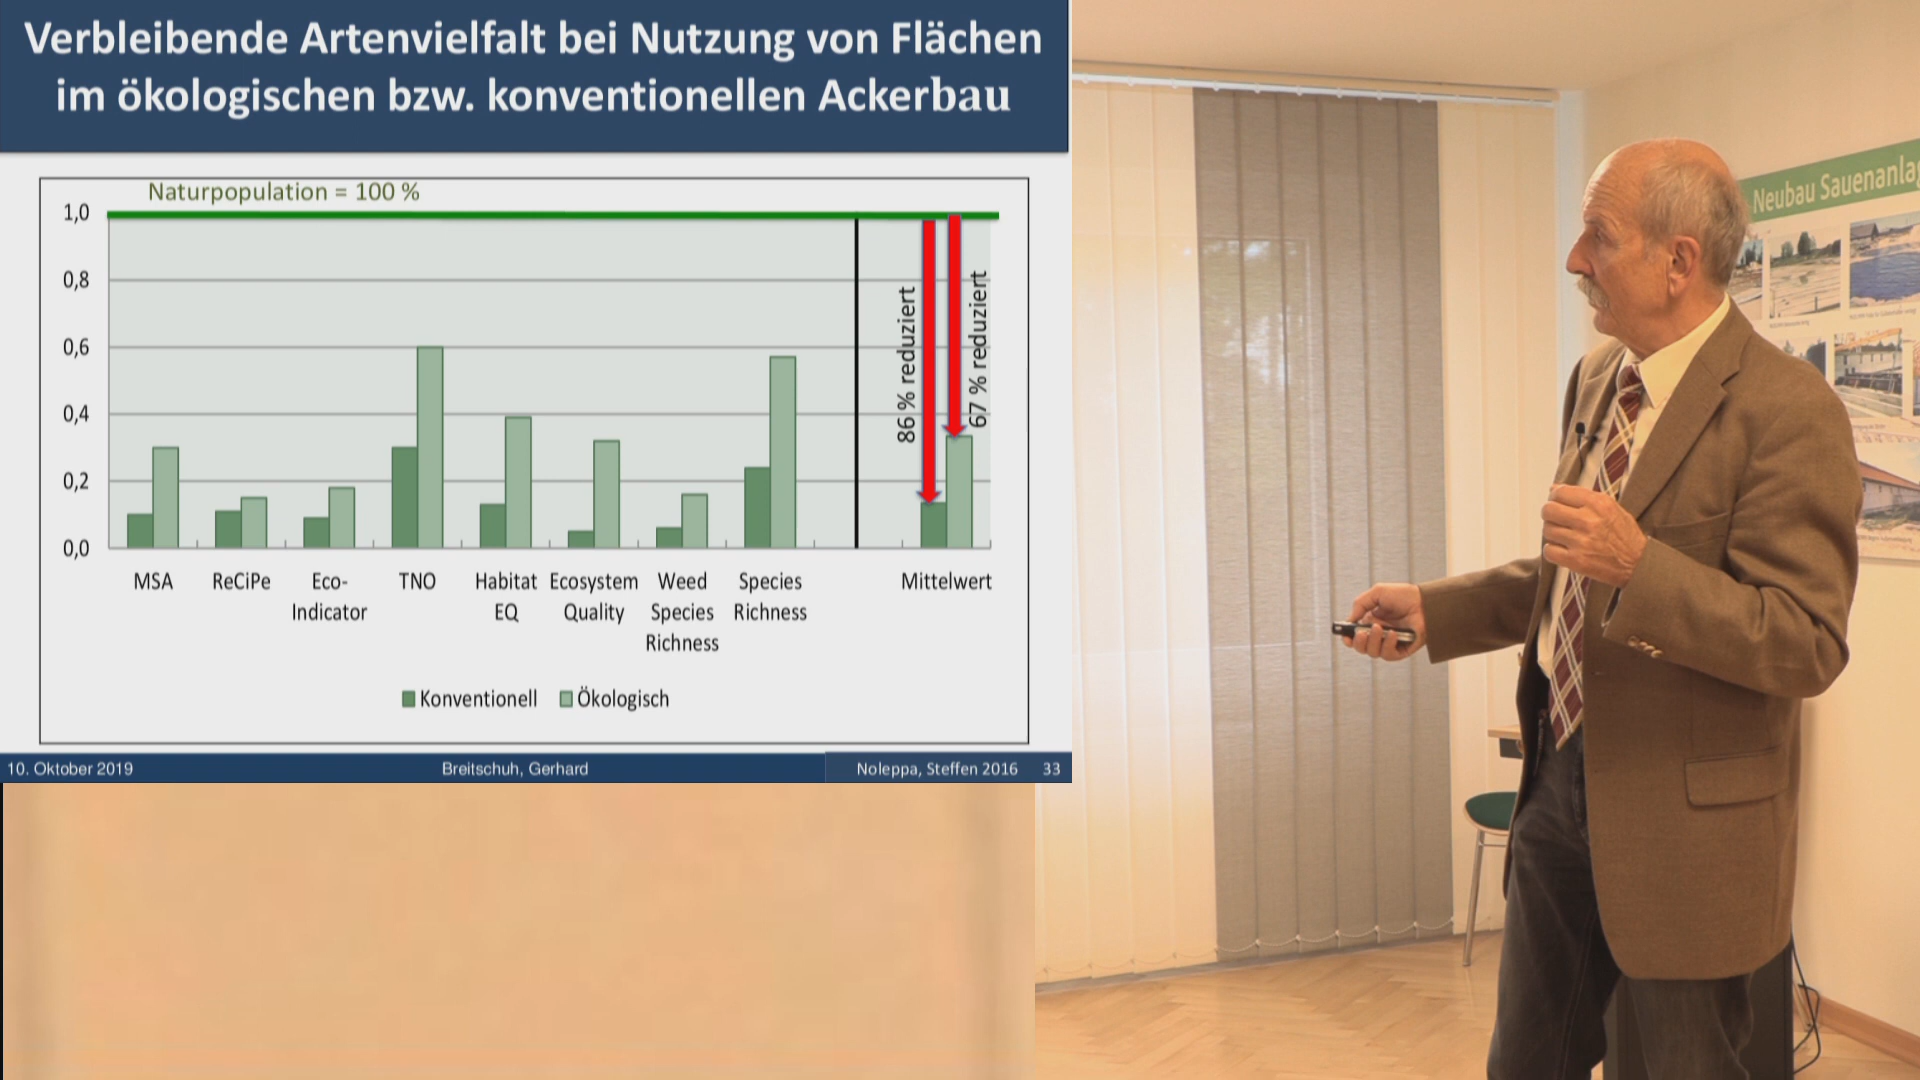 Verbleibende Artenvielfalt bei Nutzung von Flächen
im ökologischen bzw. konventionellen Ackerbau
Naturpopulation = 100 %
1,0
0,8
0,6
0,4
0,2
0,0
86 % reduziert
67 % reduziert
MSA
ReCiPe
Eco-
Indicator
TNO
Habitat
EQ
Ecosystem
Quality
Weed
Species
Richness
Species
Richness
Mittelwert
Konventionell
Ökologisch
10. Oktober 2019
Breitschuh, Gerhard
Noleppa, Steffen 2016
33
Neubau Sauenanla